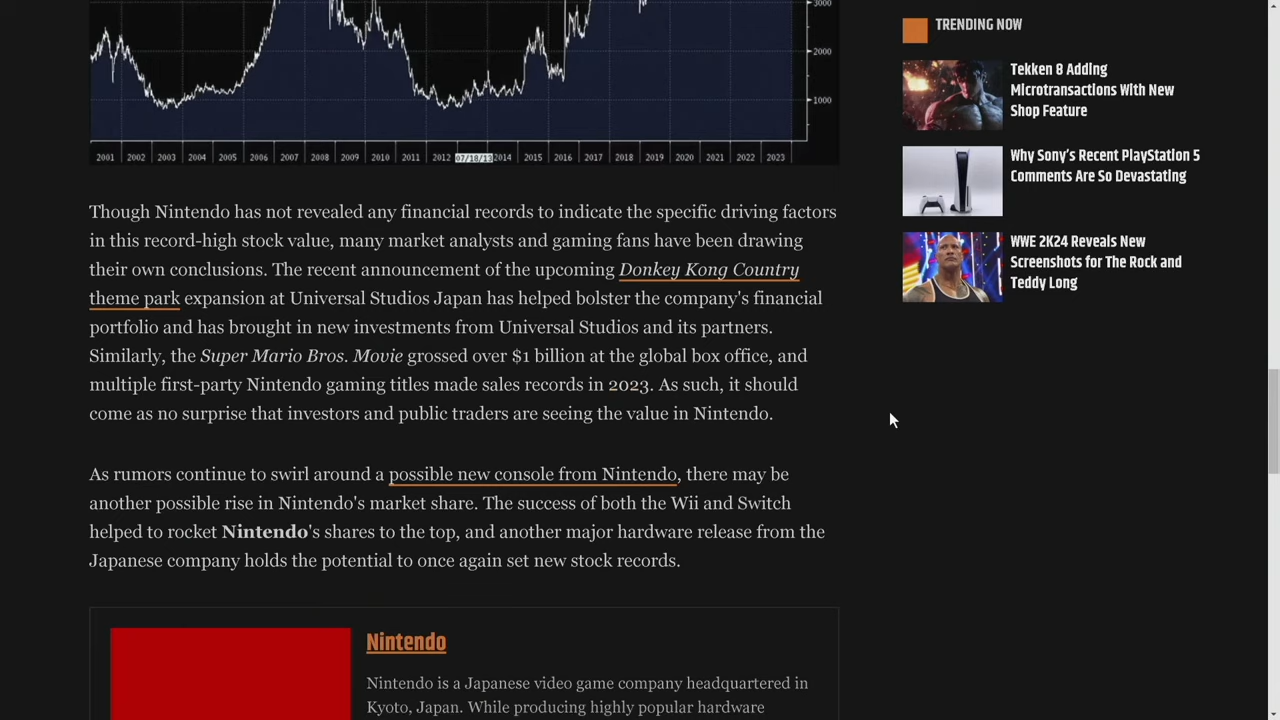 3000
2000
1000
2001 2002 2003 2004 2005 2006 2007 2008 2009 2010 2011 2012 07/18/13 2014 2015 2016 2017 2018 2019 2020 2021 2022 2023
Though Nintendo has not revealed any financial records to indicate the specific driving factors
in this record-high stock value, many market analysts and gaming fans have been drawing
their own conclusions. The recent announcement of the upcoming Donkey Kong Country
theme park expansion at Universal Studios Japan has helped bolster the company's financial
portfolio and has brought in new investments from Universal Studios and its partners.
Similarly, the Super Mario Bros. Movie grossed over $1 billion at the global box office, and
multiple first-party Nintendo gaming titles made sales records in 2023. As such, it should
come as no surprise that investors and public traders are seeing the value in Nintendo.
As rumors continue to swirl around a possible new console from Nintendo, there may be
another possible rise in Nintendo's market share. The success of both the Wii and Switch
helped to rocket Nintendo's shares to the top, and another major hardware release from the
Japanese company holds the potential to once again set new stock records.
Nintendo
Nintendo is a Japanese video game company headquartered in
Kyoto, Japan. While producing highly popular hardware
TRENDING NOW
Tekken 8 Adding
Microtransactions With New
Shop Feature
Why Sony's Recent PlayStation 5
Comments Are So Devastating
WWE 2K24 Reveals New
Screenshots for The Rock and
Teddy Long